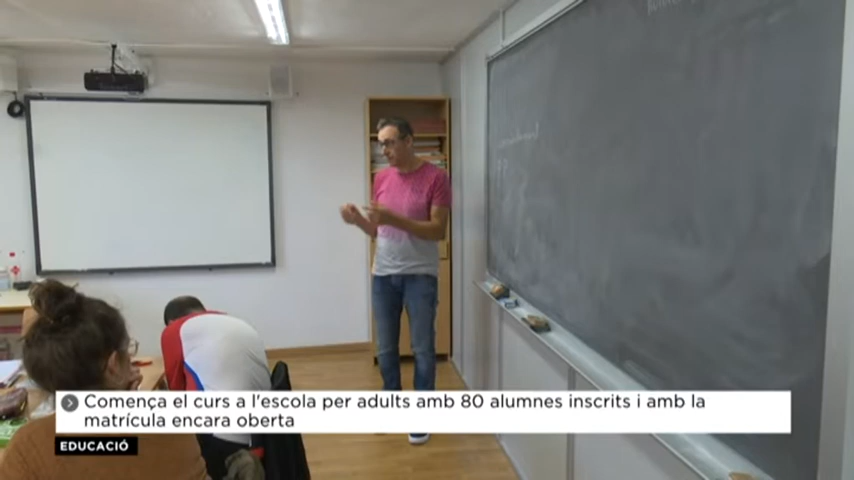 Comença el curs a l'escola per adults amb 80 alumnes inscrits i amb la
matrícula encara oberta
EDUCACIÓ